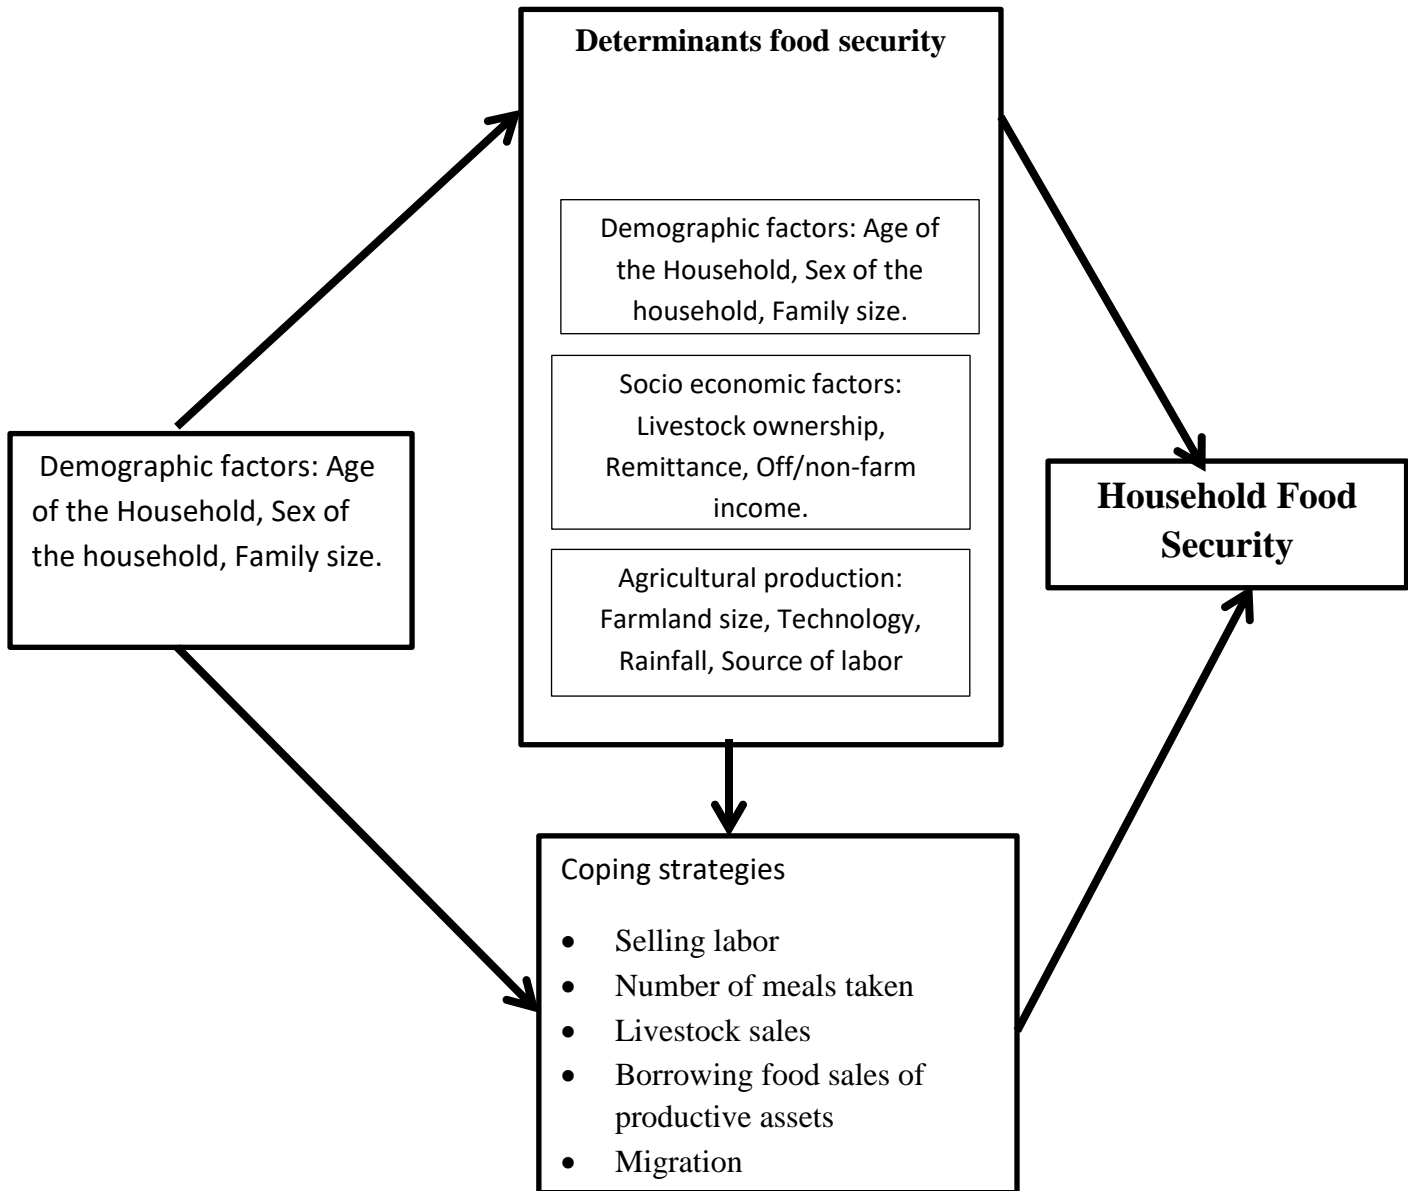 Determinants food security
Demographic factors: Age of
the Household, Sex of the
household, Family size.
Socio economic factors:
Livestock ownership,
Remittance, Off/non-farm
income.
Agricultural production:
Farmland size, Technology,
Rainfall, Source of labor
Demographic factors: Age
of the Household, Sex of
the household, Family size.
Household Food
Security
Coping strategies
• Selling labor
• Number of meals taken
• Livestock sales
• Borrowing food sales of
productive assets
• Migration